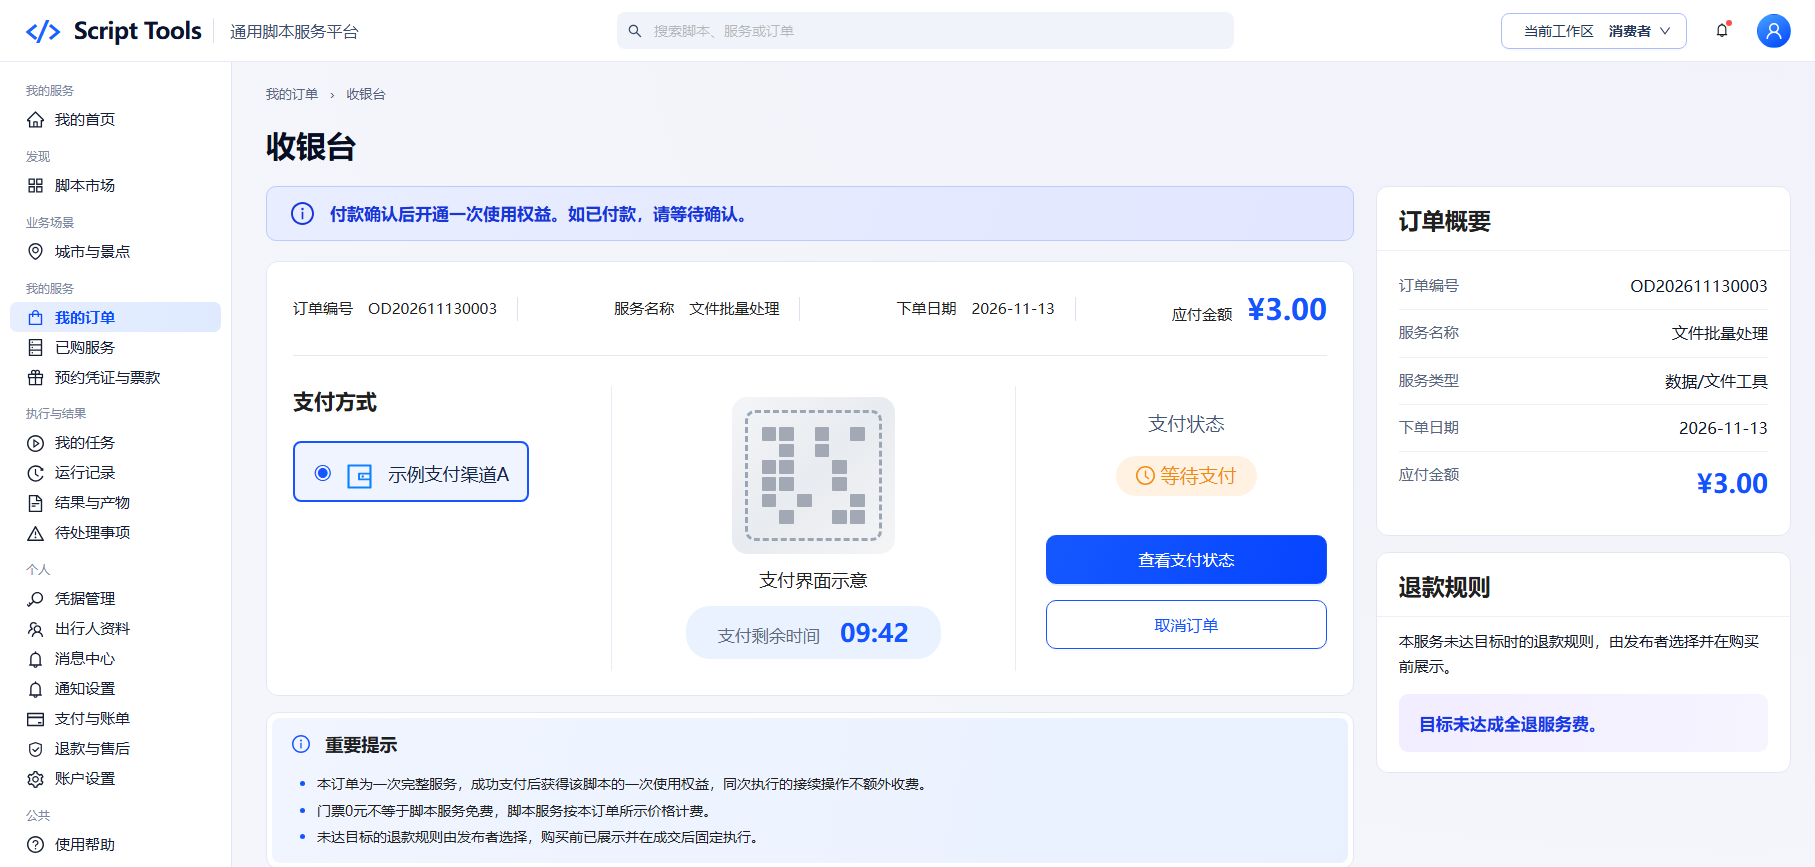 Script Tools
通用脚本服务平台
搜索脚本、服务或订单
当前工作区 消费者
我的服务
我的首页
发现
脚本市场
业务场景
城市与景点
我的服务
我的订单
已购服务
预约凭证与票款
执行与结果
我的任务
运行记录
结果与产物
待处理事项
个人
凭据管理
出行人资料
消息中心
通知设置
支付与账单
退款与售后
账户设置
公共
使用帮助
我的订单 › 收银台
收银台
付款确认后开通一次使用权益。如已付款，请等待确认。
订单编号 OD202611130003 服务名称 文件批量处理 下单日期 2026-11-13 应付金额 ¥3.00
支付方式
示例支付渠道A
支付界面示意
支付剩余时间 09:42
支付状态
等待支付
查看支付状态
取消订单
重要提示
本订单为一次完整服务，成功支付后获得该脚本的一次使用权益，同次执行的接续操作不额外收费。
门票0元不等于脚本服务免费，脚本服务按本订单所示价格计费。
未达目标的退款规则由发布者选择，购买前已展示并在成交后固定执行。
订单概要
订单编号 OD202611130003
服务名称 文件批量处理
服务类型 数据/文件工具
下单日期 2026-11-13
应付金额 ¥3.00
退款规则
本服务未达目标时的退款规则，由发布者选择并在购买
前展示。
目标未达成全退服务费。